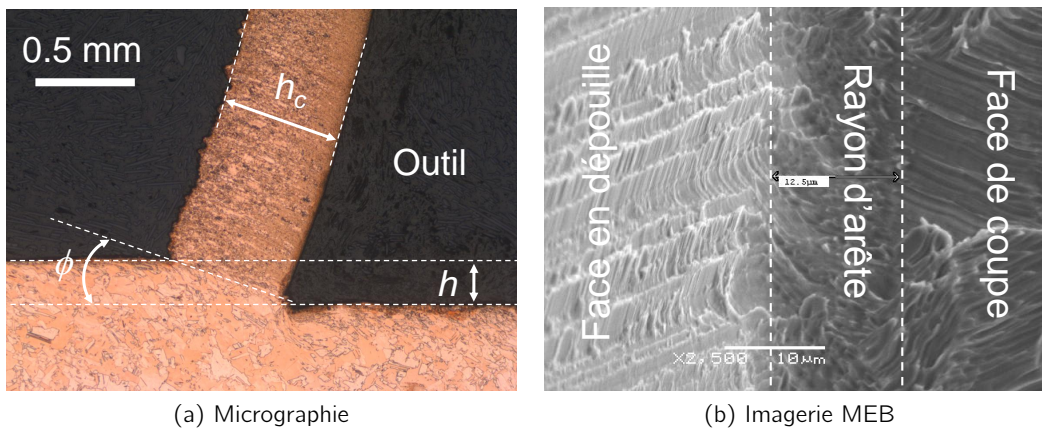 0.5 mm
h_c
Outil
ϕ
h
Face en dépouille
12.5µm
Rayon d'arête
Face de coupe
X2,500 10µm
(a) Micrographie
(b) Imagerie MEB